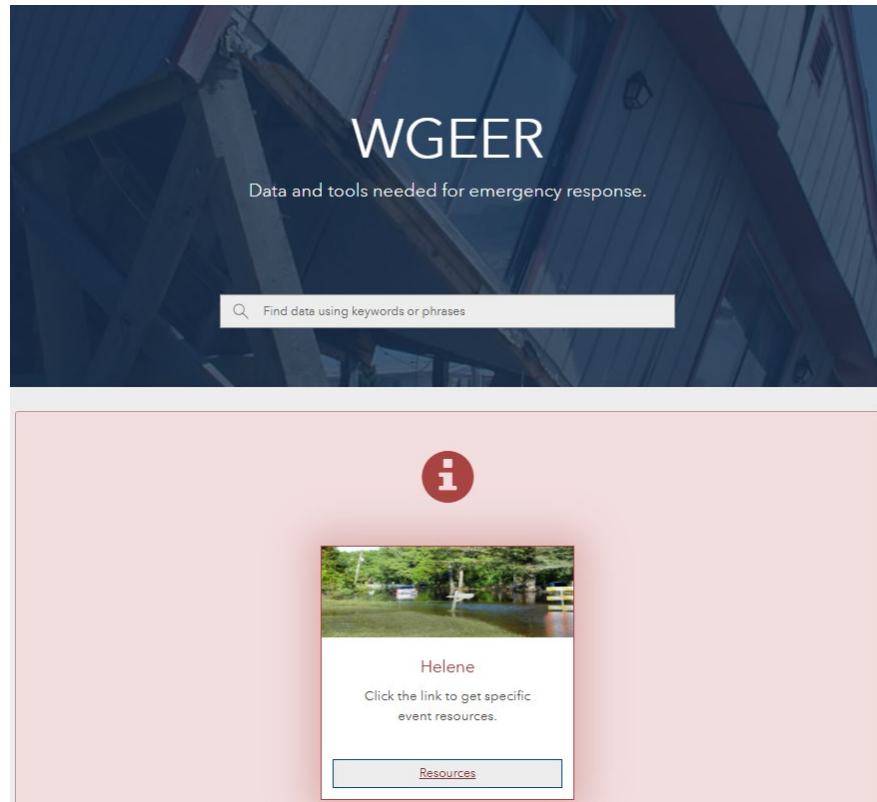 WGEER
Data and tools needed for emergency response.
Find data using keywords or phrases
Helene
Click the link to get specific
event resources.
Resources